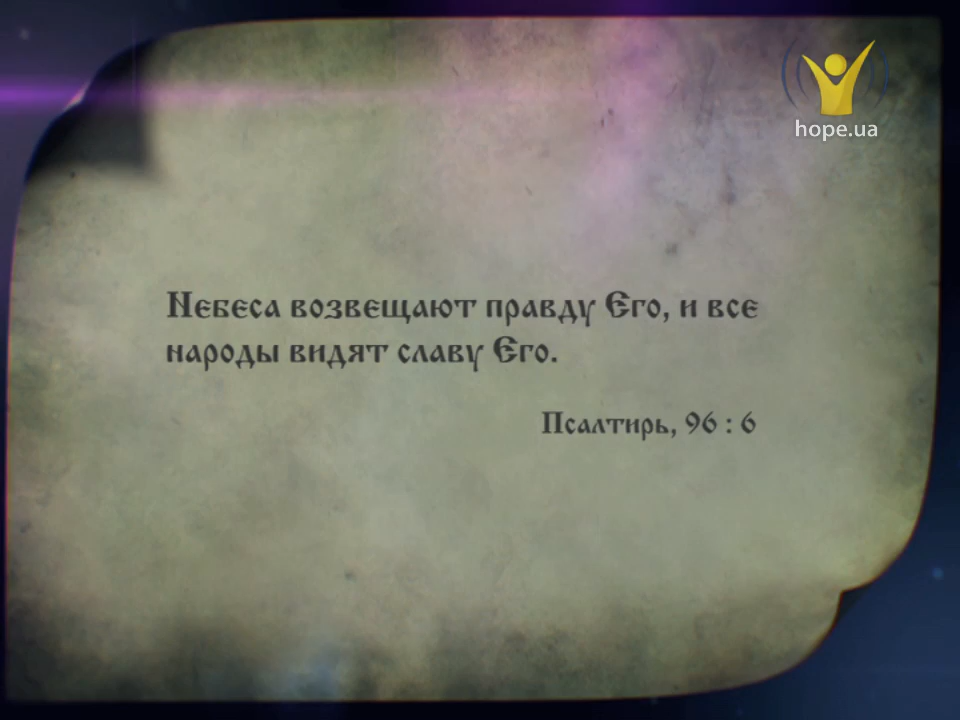 hope.ua
Небеса возвещают правду Его, и все
народы видят славу Его.
Псалтирь, 96 : 6